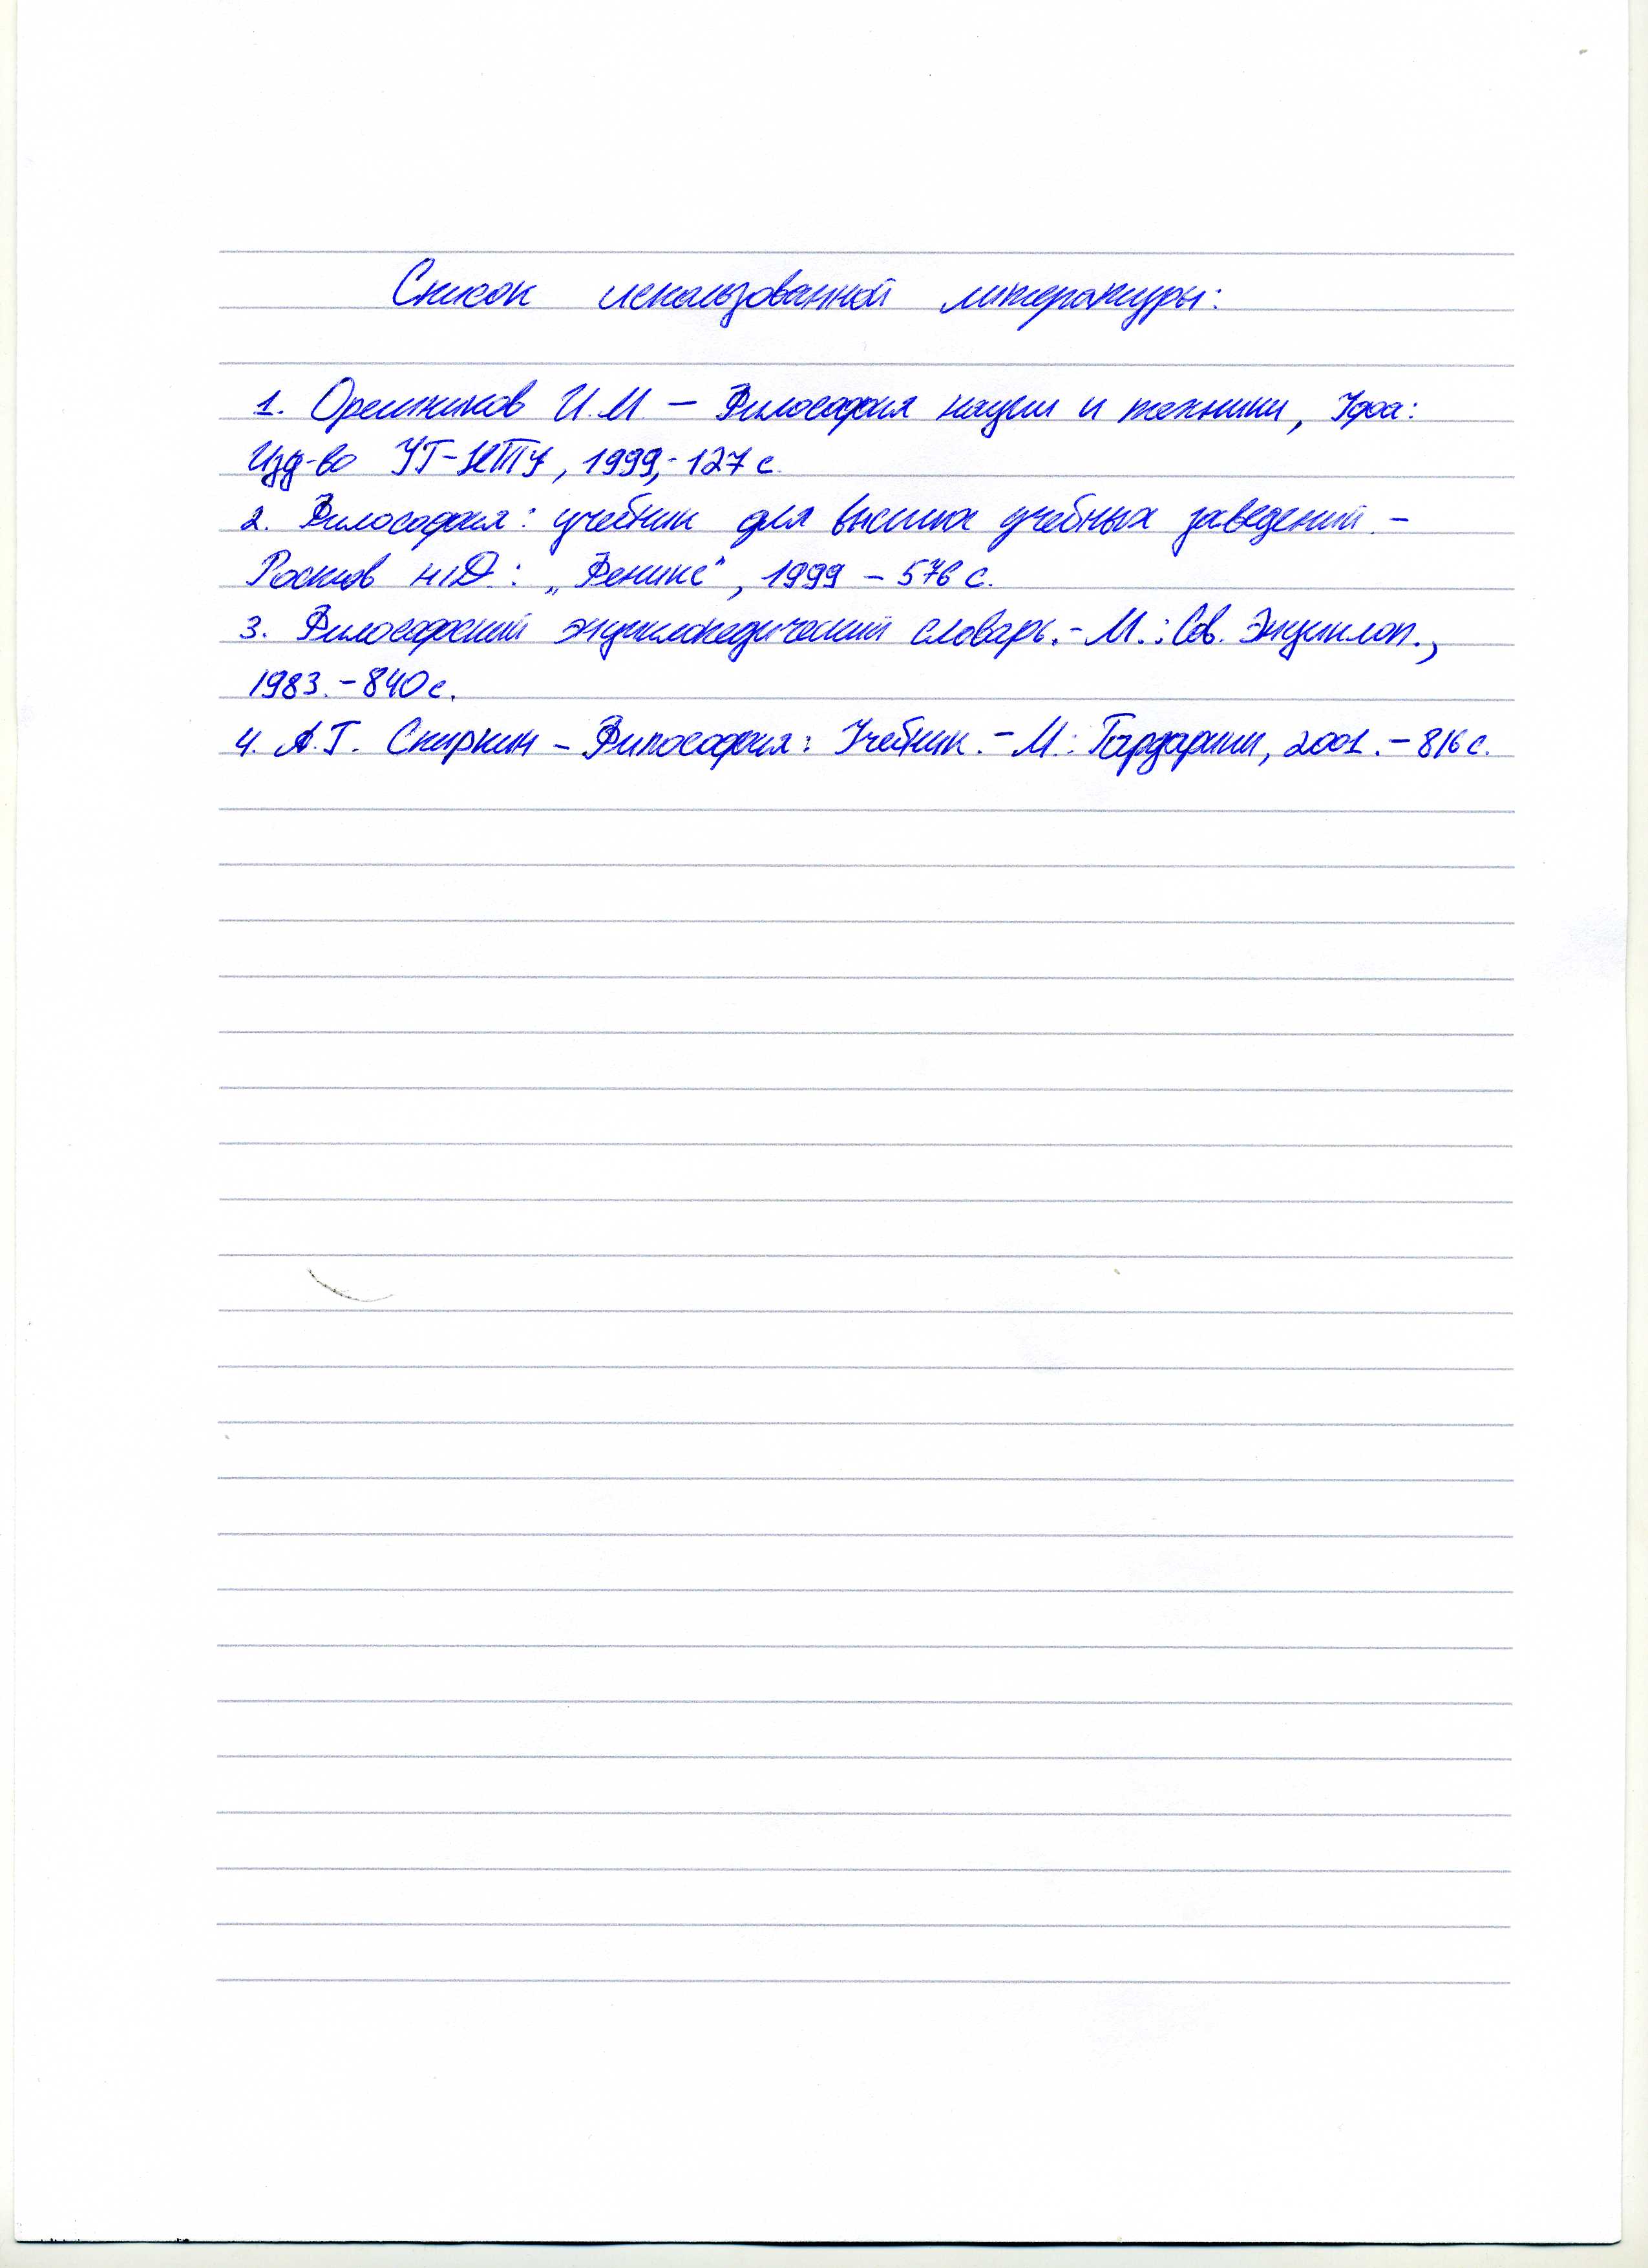 Список использованной литературы:
1. Орешников И.М. – Философия науки и техники, Уфа:
Изд-во УГ-НТУ, 1999,- 127 с.
2. Философия: учебник для высших учебных заведений. –
Ростов н/Д.: „Феникс", 1999 – 576 с.
3. Философский энциклопедический словарь. – М.: Сов. Энциклоп.,
1983. – 840 с.
4. А.Г. Спиркин – Философия: Учебник. – М.: Гардарики, 2001. – 816 с.